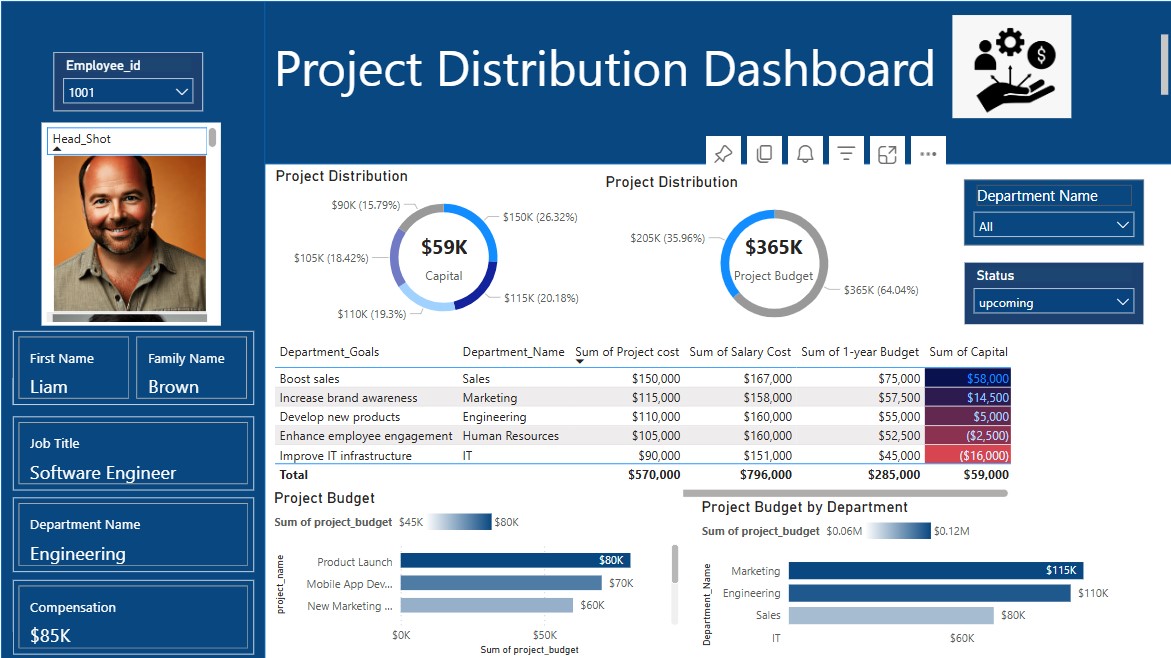 Project Distribution Dashboard
$
Employee_id
1001
Head_Shot
First Name
Liam
Family Name
Brown
Job Title
Software Engineer
Department Name
Engineering
Compensation
$85K
Project Distribution
$90K (15.79%)
$150K (26.32%)
$105K (18.42%)
$59K
Capital
$115K (20.18%)
$110K (19.3%)
Project Distribution
$205K (35.96%)
$365K
Project Budget
$365K (64.04%)
Department Name
All
Status
upcoming
Department_Goals Department_Name Sum of Project cost Sum of Salary Cost Sum of 1-year Budget Sum of Capital
Boost sales Sales $150,000 $167,000 $75,000 $58,000
Increase brand awareness Marketing $115,000 $158,000 $57,500 $14,500
Develop new products Engineering $110,000 $160,000 $55,000 $5,000
Enhance employee engagement Human Resources $105,000 $160,000 $52,500 ($2,500)
Improve IT infrastructure IT $90,000 $151,000 $45,000 ($16,000)
Total $570,000 $796,000 $285,000 $59,000
Project Budget
Sum of project_budget $45K $80K
project_name
Product Launch $80K
Mobile App Dev... $70K
New Marketing ... $60K
$0K $50K
Sum of project_budget
Project Budget by Department
Sum of project_budget $0.06M $0.12M
Department_Name
Marketing $115K
Engineering $110K
Sales $80K
IT $60K